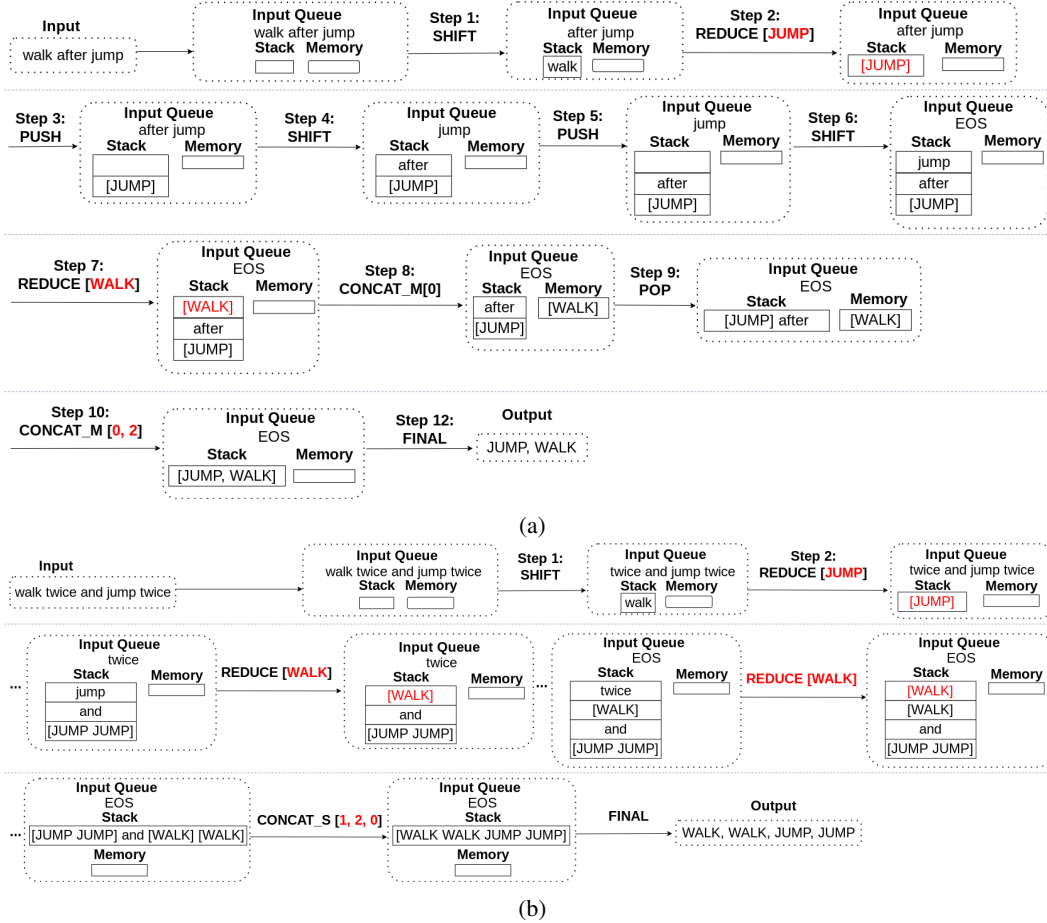 Input
walk after jump
Input Queue
walk after jump
Stack Memory
Step 1:
SHIFT
Input Queue
after jump
Stack Memory
walk
Step 2:
REDUCE [JUMP]
Input Queue
after jump
Stack Memory
[JUMP]
Step 3:
PUSH
Input Queue
after jump
Stack Memory
[JUMP]
Step 4:
SHIFT
Input Queue
jump
Stack Memory
after
[JUMP]
Step 5:
PUSH
Input Queue
jump
Stack Memory
after
[JUMP]
Step 6:
SHIFT
Input Queue
EOS
Stack Memory
jump
after
[JUMP]
Step 7:
REDUCE [WALK]
Input Queue
EOS
Stack Memory
[WALK]
after
[JUMP]
Step 8:
CONCAT_M[0]
Input Queue
EOS
Stack Memory
after [WALK]
[JUMP]
Step 9:
POP
Input Queue
EOS
Stack Memory
[JUMP] after [WALK]
Step 10:
CONCAT_M [0, 2]
Input Queue
EOS
Stack Memory
[JUMP, WALK]
Step 12:
FINAL
Output
JUMP, WALK
(a)
Input
walk twice and jump twice
Input Queue
walk twice and jump twice
Stack Memory
Step 1:
SHIFT
Input Queue
twice and jump twice
Stack Memory
walk
Step 2:
REDUCE [JUMP]
Input Queue
twice and jump twice
Stack Memory
[JUMP]
...
Input Queue
twice
Stack Memory
jump
and
[JUMP JUMP]
REDUCE [WALK]
Input Queue
twice
Stack Memory
[WALK]
and
[JUMP JUMP]
...
Input Queue
EOS
Stack Memory
twice
[WALK]
and
[JUMP JUMP]
REDUCE [WALK]
Input Queue
EOS
Stack Memory
[WALK]
[WALK]
and
[JUMP JUMP]
...
Input Queue
EOS
Stack
[JUMP JUMP] and [WALK] [WALK]
Memory
CONCAT_S [1, 2, 0]
Input Queue
EOS
Stack
[WALK WALK JUMP JUMP]
Memory
FINAL
Output
WALK, WALK, JUMP, JUMP
(b)